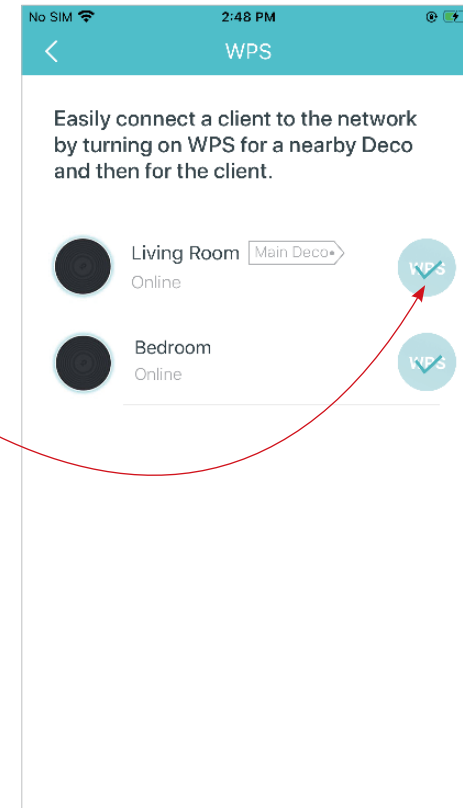 No SIM 2:48 PM
WPS
Easily connect a client to the network
by turning on WPS for a nearby Deco
and then for the client.
Living Room Main Deco
WPS
Online
Bedroom
WPS
Online